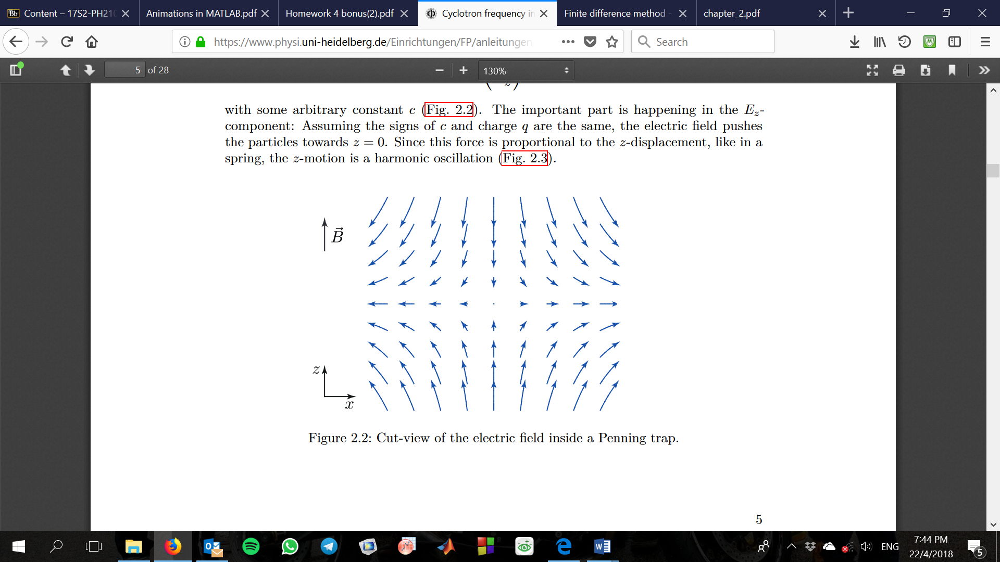 Content – 17S2-PH210
Animations in MATLAB.pdf
Homework 4 bonus(2).pdf
Cyclotron frequency in
Finite difference method -
chapter_2.pdf
https://www.physi.uni-heidelberg.de/Einrichtungen/FP/anleitungen
Search
5 of 28
130%
z
with some arbitrary constant c (Fig. 2.2). The important part is happening in the E_z-
component: Assuming the signs of c and charge q are the same, the electric field pushes
the particles towards z = 0. Since this force is proportional to the z-displacement, like in a
spring, the z-motion is a harmonic oscillation (Fig. 2.3).
B⃗
z
x
Figure 2.2: Cut-view of the electric field inside a Penning trap.
5
ENG
7:44 PM
22/4/2018
5